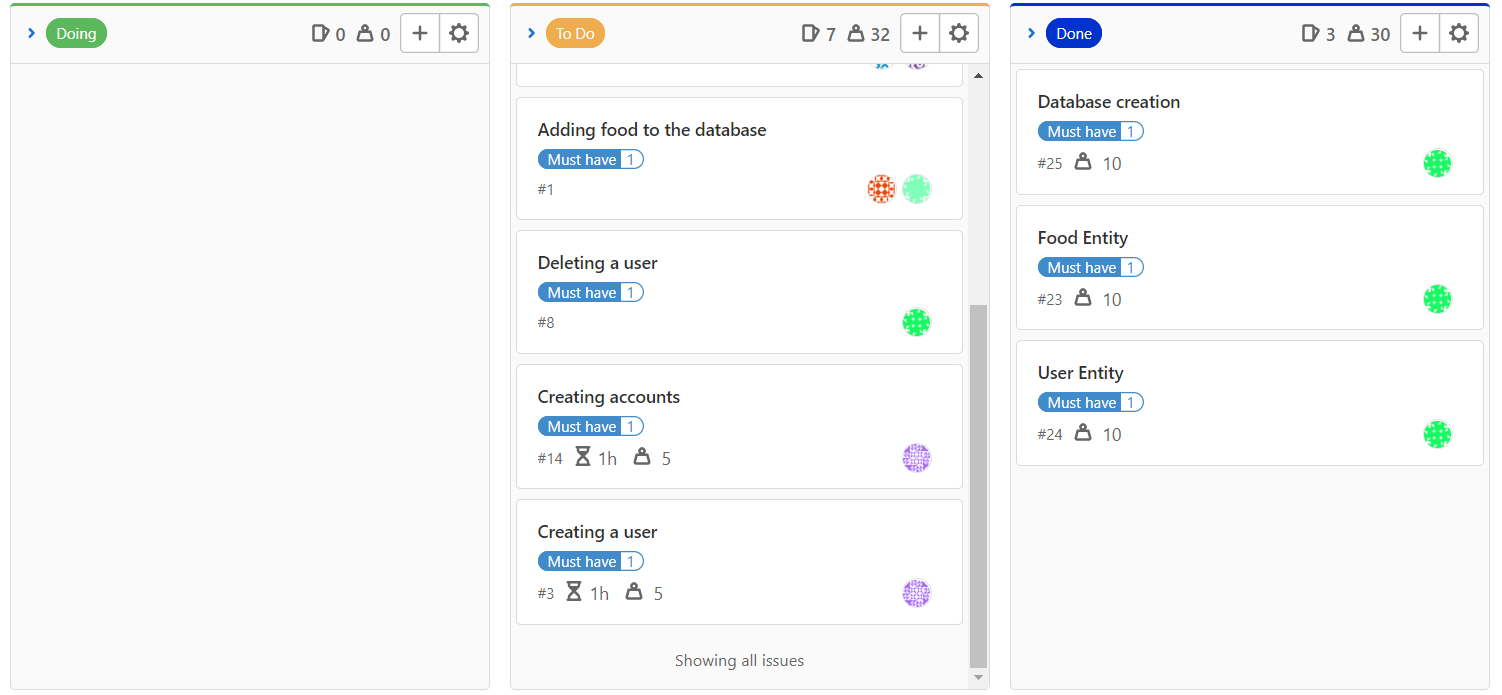 Doing 0 0
To Do 7 32
Adding food to the database
Must have 1
#1
Deleting a user
Must have 1
#8
Creating accounts
Must have 1
#14 1h 5
Creating a user
Must have 1
#3 1h 5
Showing all issues
Done 3 30
Database creation
Must have 1
#25 10
Food Entity
Must have 1
#23 10
User Entity
Must have 1
#24 10